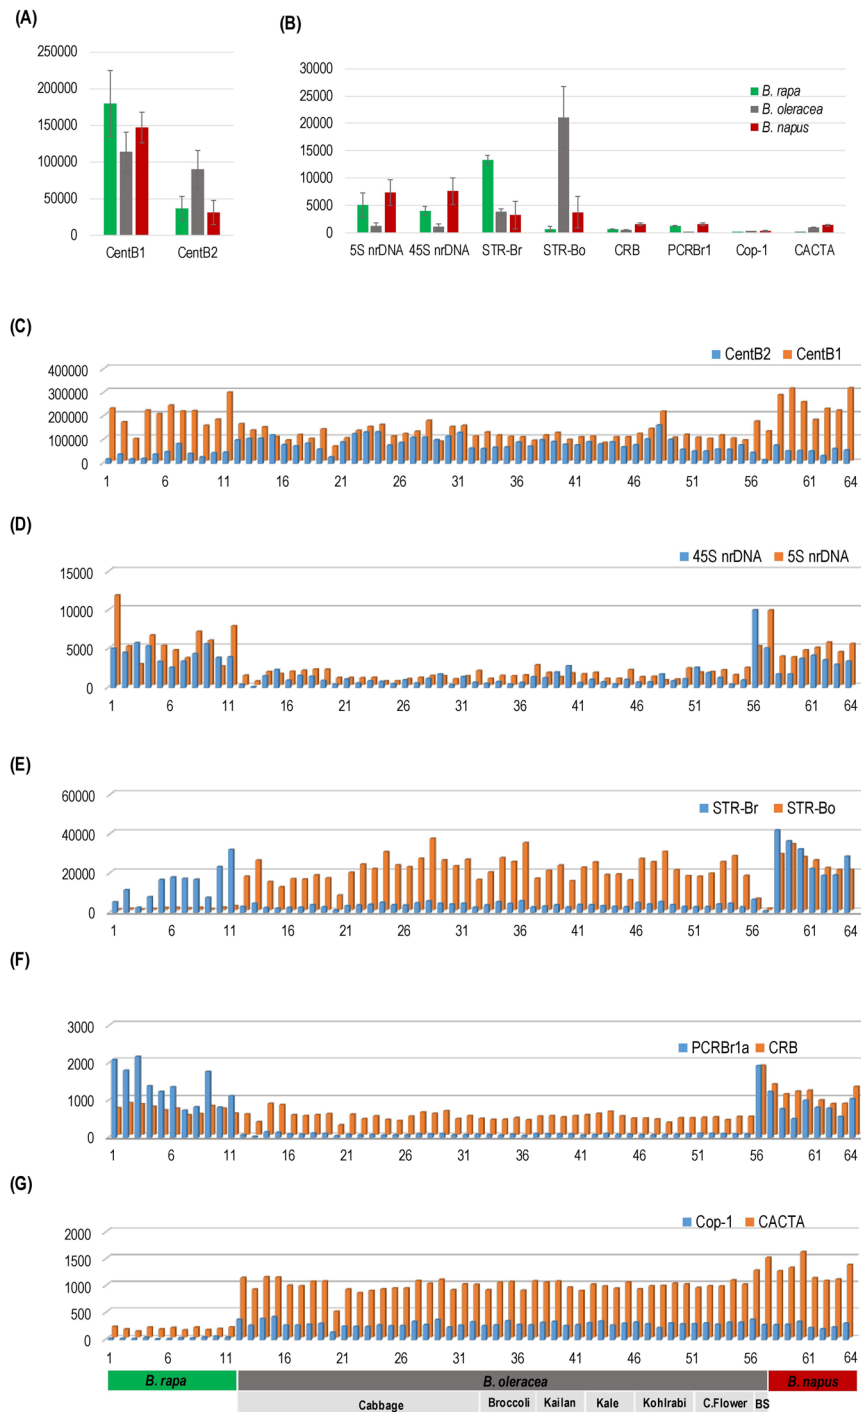 (A)
250000
200000
150000
100000
50000
0
CentB1 CentB2
(B)
30000
25000
20000
15000
10000
5000
0
B. rapa
B. oleracea
B. napus
5S nrDNA 45S nrDNA STR-Br STR-Bo CRB PCRBr1 Cop-1 CACTA
(C)
CentB2 CentB1
400000
300000
200000
100000
0
1 6 11 16 21 26 31 36 41 46 51 56 61 64
(D)
45S nrDNA 5S nrDNA
15000
10000
5000
0
1 6 11 16 21 26 31 36 41 46 51 56 61 64
(E)
STR-Br STR-Bo
60000
40000
20000
0
1 6 11 16 21 26 31 36 41 46 51 56 61 64
(F)
PCRBr1a CRB
3000
2000
1000
0
1 6 11 16 21 26 31 36 41 46 51 56 61 64
(G)
Cop-1 CACTA
2000
1500
1000
500
0
1 6 11 16 21 26 31 36 41 46 51 56 61 64
B. rapa B. oleracea B. napus
Cabbage Broccoli Kailan Kale Kohlrabi C.Flower BS